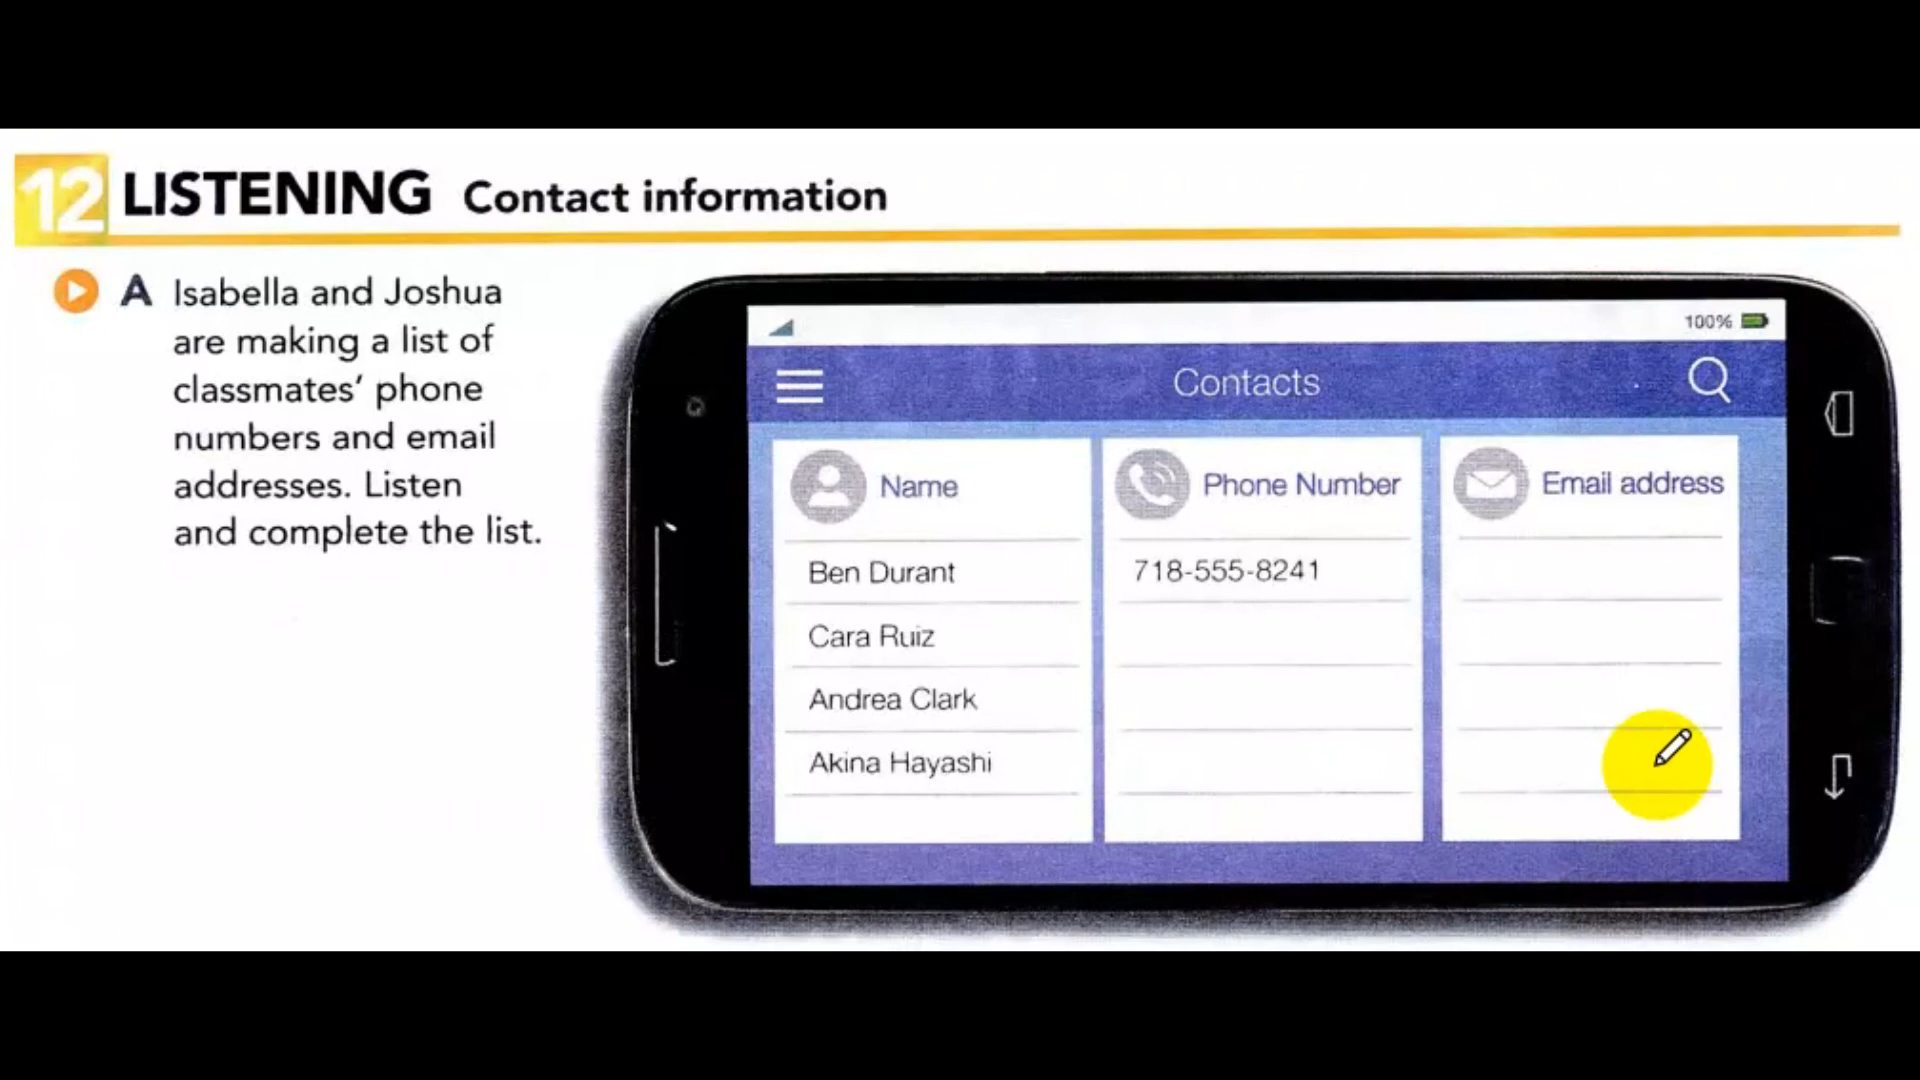 12 LISTENING Contact information
A Isabella and Joshua
are making a list of
classmates’ phone
numbers and email
addresses. Listen
and complete the list.
100%
Contacts
Name Phone Number Email address
Ben Durant 718-555-8241
Cara Ruiz
Andrea Clark
Akina Hayashi